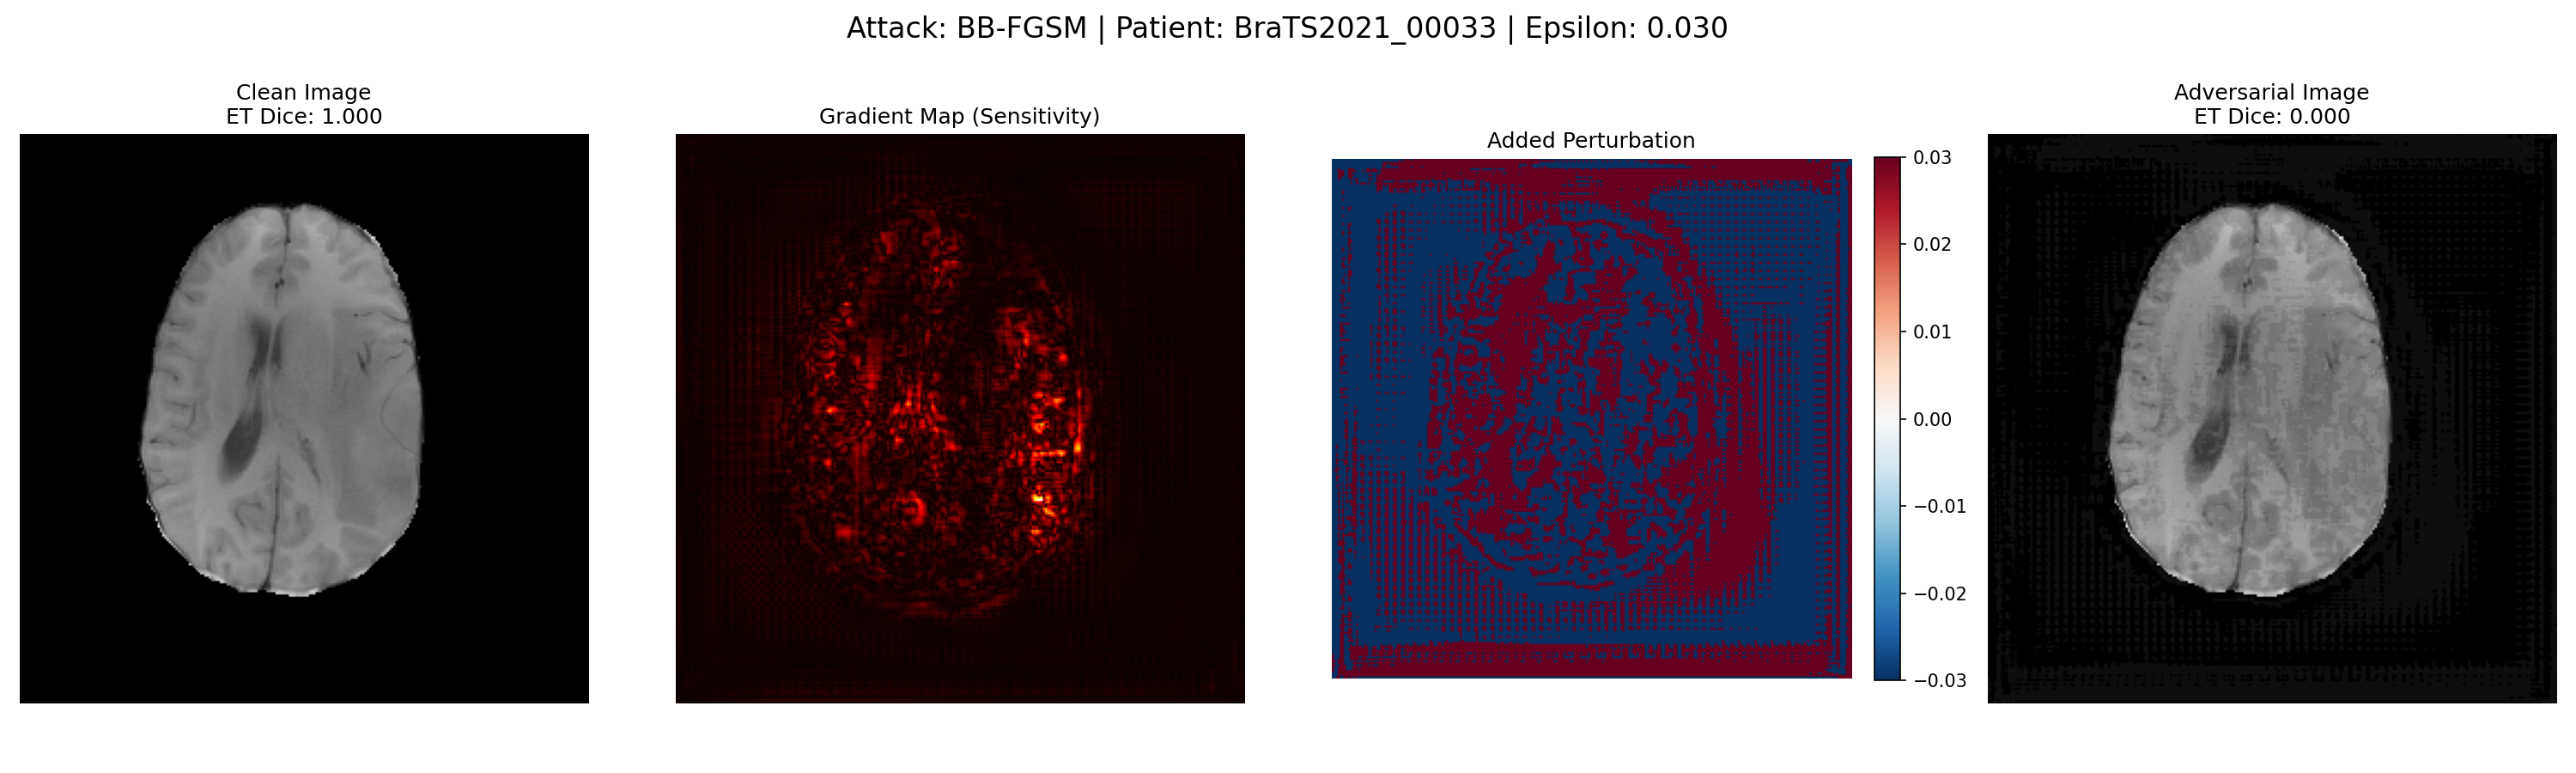 Attack: BB-FGSM | Patient: BraTS2021_00033 | Epsilon: 0.030
Clean Image
ET Dice: 1.000
Gradient Map (Sensitivity)
Added Perturbation
0.03
0.02
0.01
0.00
−0.01
−0.02
−0.03
Adversarial Image
ET Dice: 0.000